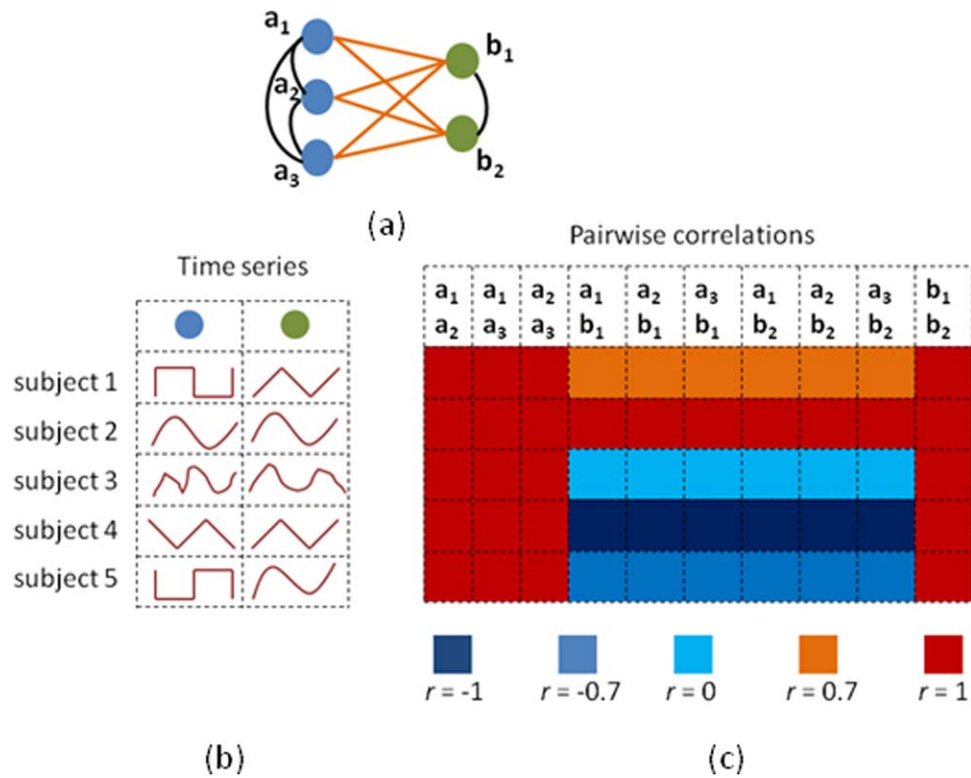 a1
b1
a2
a3
b2
(a)
Time series
Pairwise correlations
a1 a1 a2 a1 a2 a3 a1 a2 a3 b1
a2 a3 a3 b1 b1 b1 b2 b2 b2 b2
subject 1
subject 2
subject 3
subject 4
subject 5
r = -1 r = -0.7 r = 0 r = 0.7 r = 1
(b)
(c)